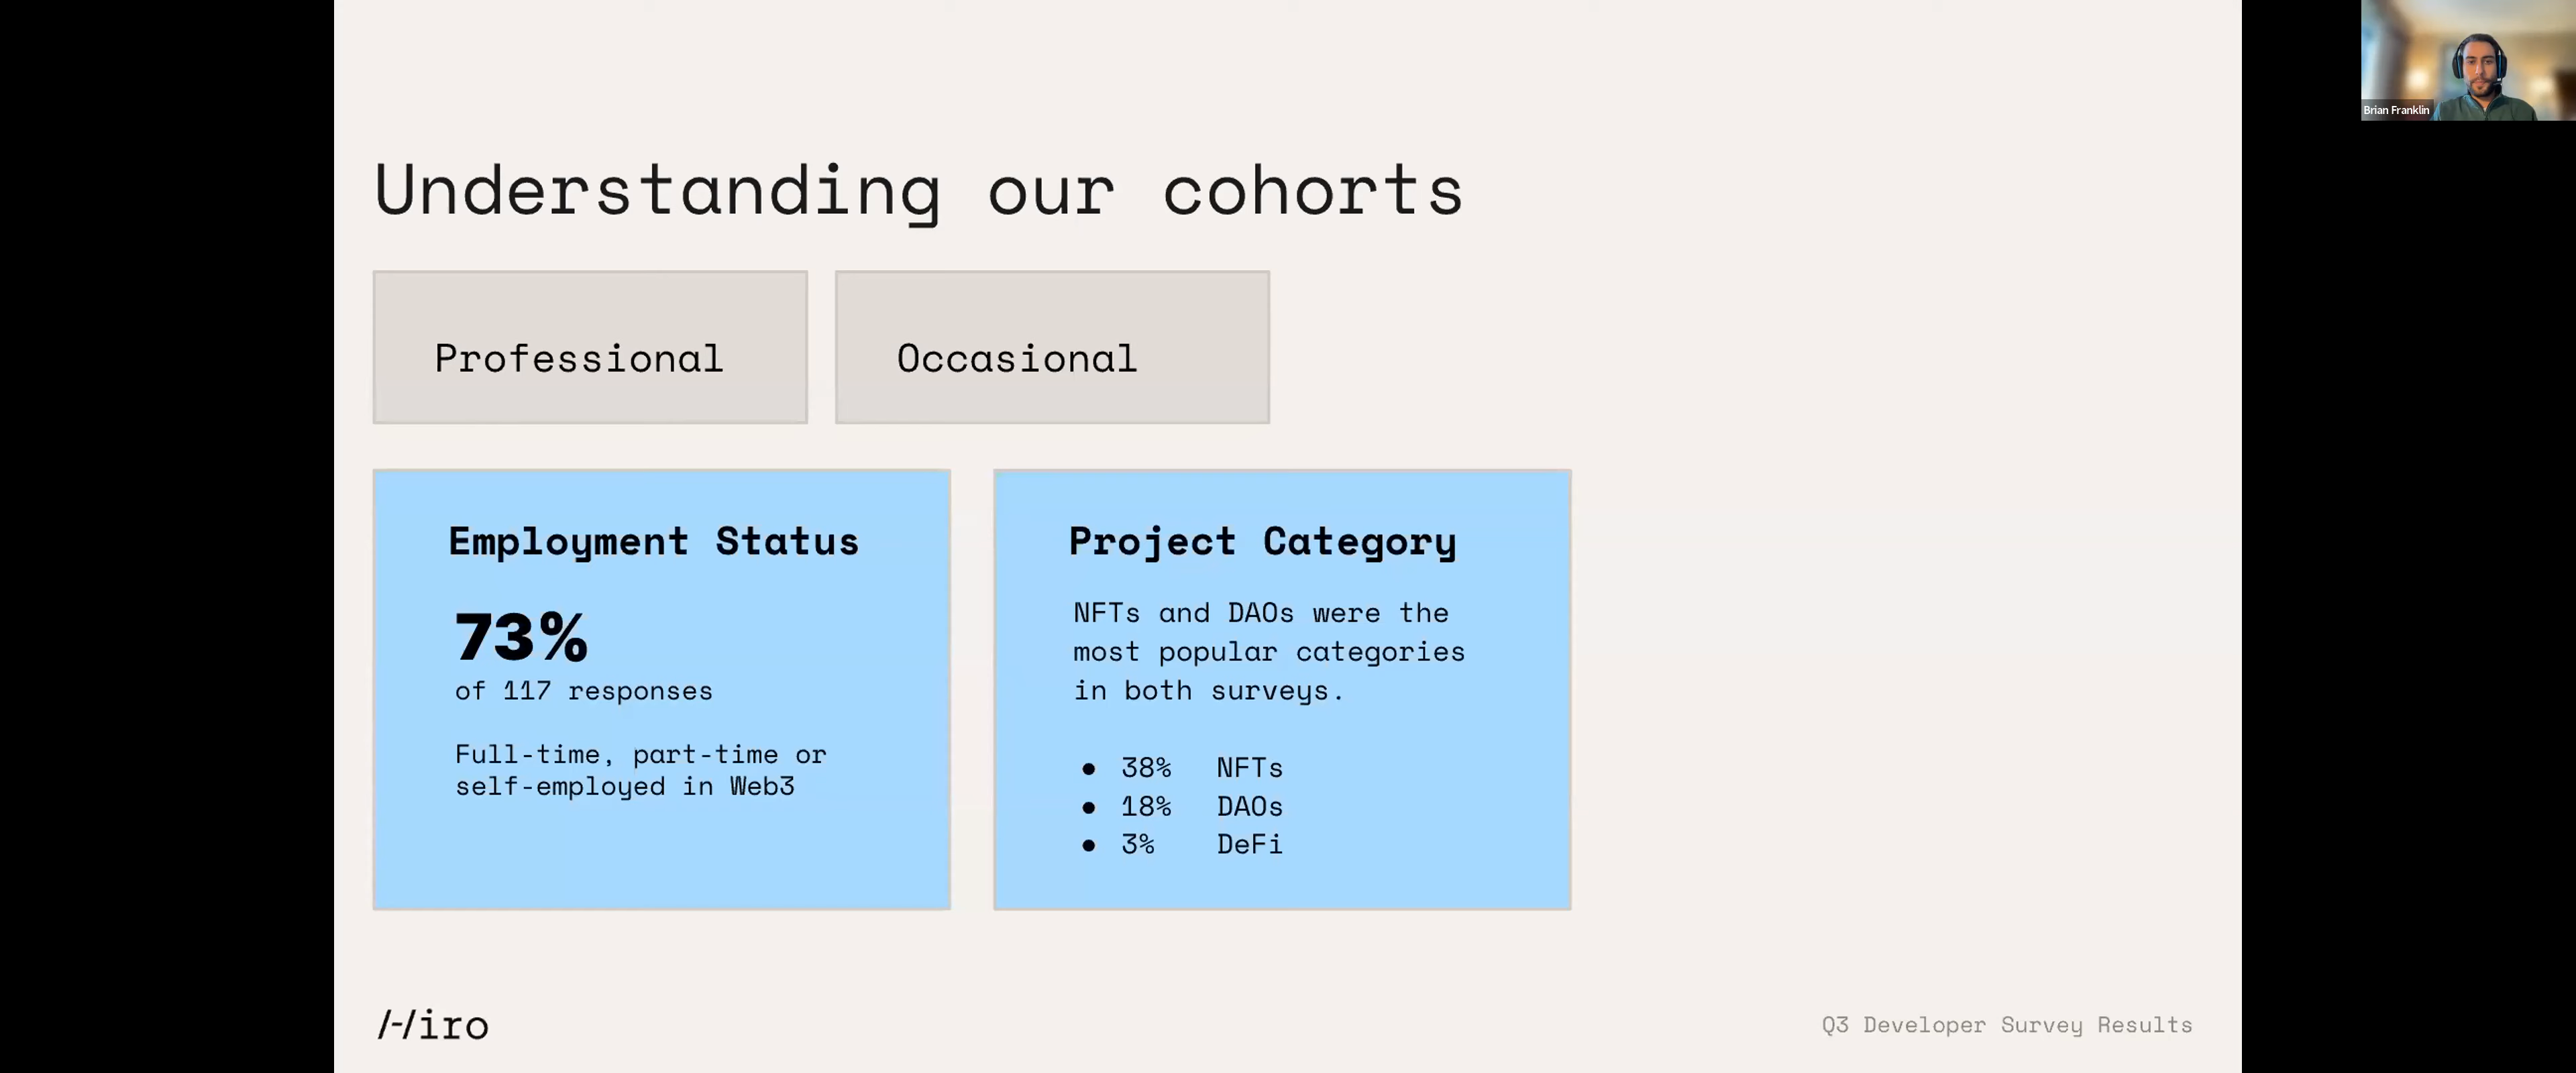 Brian Franklin
Understanding our cohorts
Professional
Occasional
Employment Status
73%
of 117 responses
Full-time, part-time or
self-employed in Web3
Project Category
NFTs and DAOs were the
most popular categories
in both surveys.
● 38% NFTs
● 18% DAOs
● 3% DeFi
Hiro
Q3 Developer Survey Results